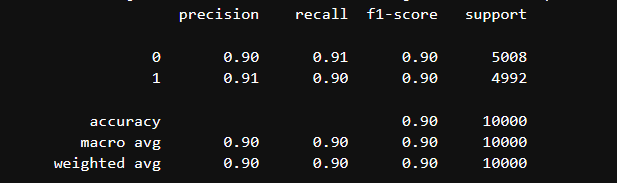 precision recall f1-score support
0 0.90 0.91 0.90 5008
1 0.91 0.90 0.90 4992
accuracy 0.90 10000
macro avg 0.90 0.90 0.90 10000
weighted avg 0.90 0.90 0.90 10000